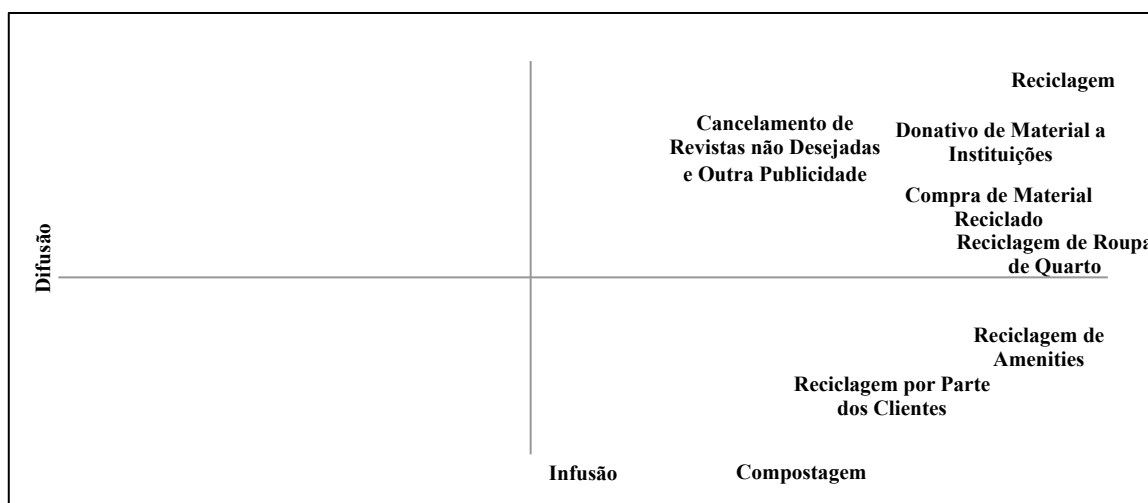 Reciclagem
Cancelamento de
Revistas não Desejadas
e Outra Publicidade
Donativo de Material a
Instituições
Compra de Material
Reciclado
Reciclagem de Roupa
de Quarto
Difusão
Reciclagem de
Amenities
Reciclagem por Parte
dos Clientes
Infusão
Compostagem